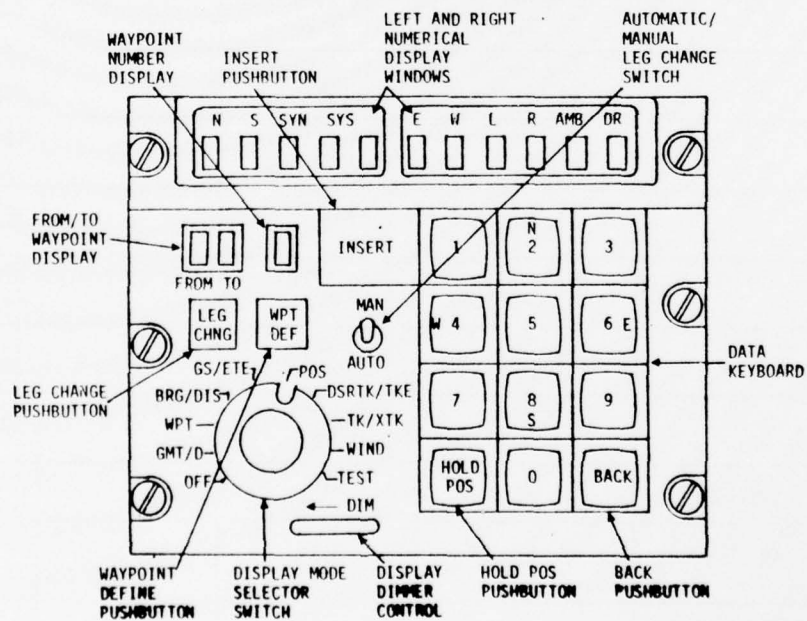 WAYPOINT
NUMBER
DISPLAY
INSERT
PUSHBUTTON
LEFT AND RIGHT
NUMERICAL
DISPLAY
WINDOWS
AUTOMATIC/
MANUAL
LEG CHANGE
SWITCH
N S SYN SYS
E W L R AMB DR
FROM/TO
WAYPOINT
DISPLAY
FROM TO
INSERT
1
N
2
3
LEG
CHNG
WPT
DEF
MAN
AUTO
W 4
5
6 E
DATA
KEYBOARD
LEG CHANGE
PUSHBUTTON
GS/ETE
POS
BRG/DIS
DSRTK/TKE
WPT
TK/XTK
GMT/D
WIND
OFF
TEST
7
8
S
9
HOLD
POS
0
BACK
DIM
WAYPOINT
DEFINE
PUSHBUTTON
DISPLAY MODE
SELECTOR
SWITCH
DISPLAY
DIMMER
CONTROL
HOLD POS
PUSHBUTTON
BACK
PUSHBUTTON